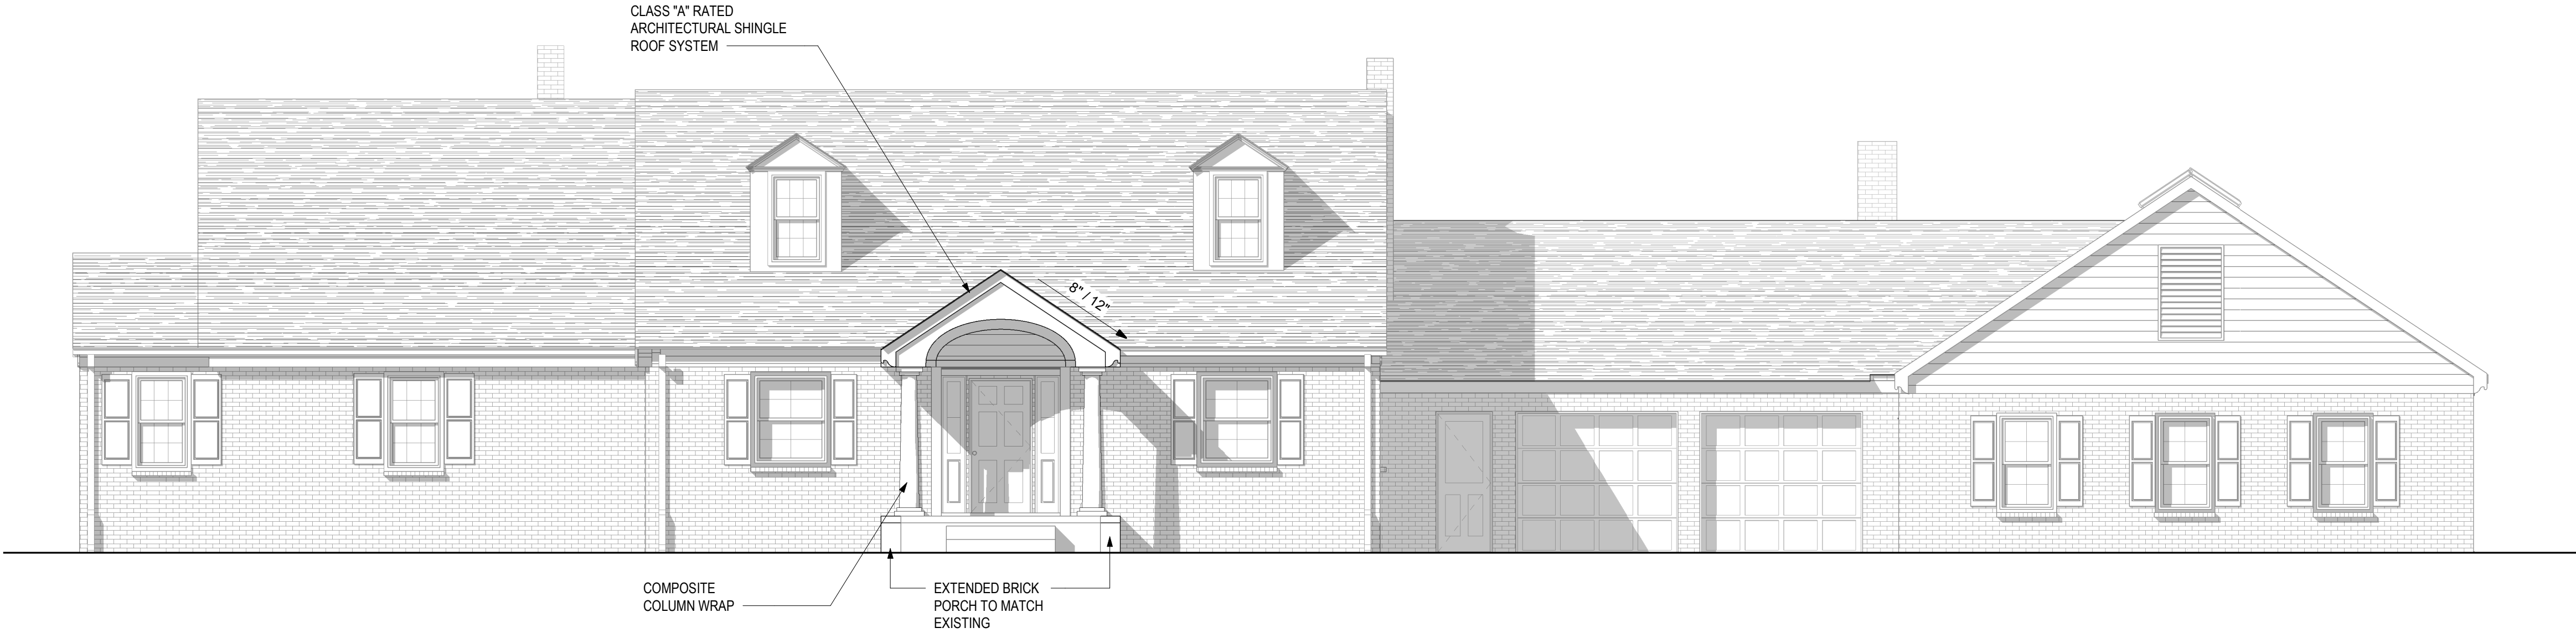 CLASS "A" RATED
ARCHITECTURAL SHINGLE
ROOF SYSTEM
8" / 12"
COMPOSITE
COLUMN WRAP
EXTENDED BRICK
PORCH TO MATCH
EXISTING